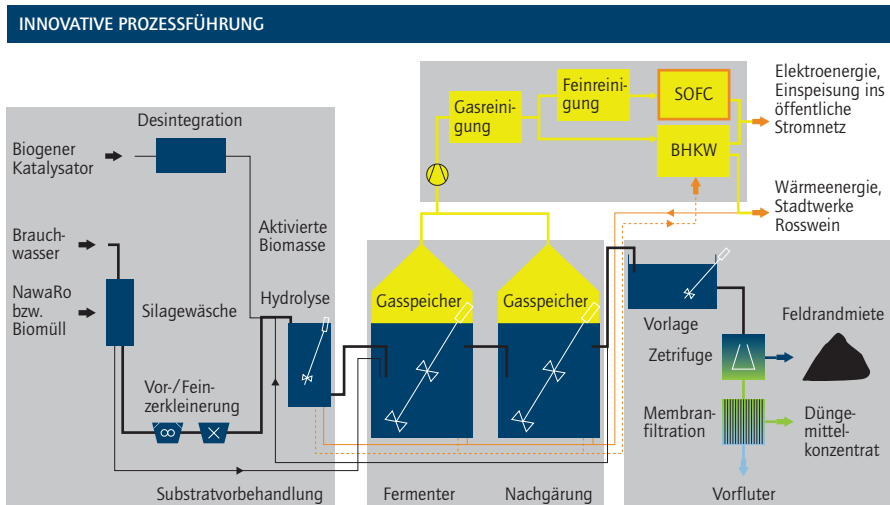 INNOVATIVE PROZESSFÜHRUNG
Desintegration
Biogener
Katalysator
Brauch-
wasser
NawaRo
bzw.
Biomüll
Silagewäsche
Vor-/Fein-
zerkleinerung
Aktivierte
Biomasse
Hydrolyse
Substratvorbehandlung
Gasreini-
gung
Feinreini-
gung
SOFC
BHKW
Elektroenergie,
Einspeisung ins
öffentliche
Stromnetz
Wärmeenergie,
Stadtwerke
Rosswein
Gasspeicher
Gasspeicher
Fermenter
Nachgärung
Vorlage
Zetrifuge
Feldrandmiete
Membran-
filtration
Dünge-
mittel-
konzentrat
Vorfluter